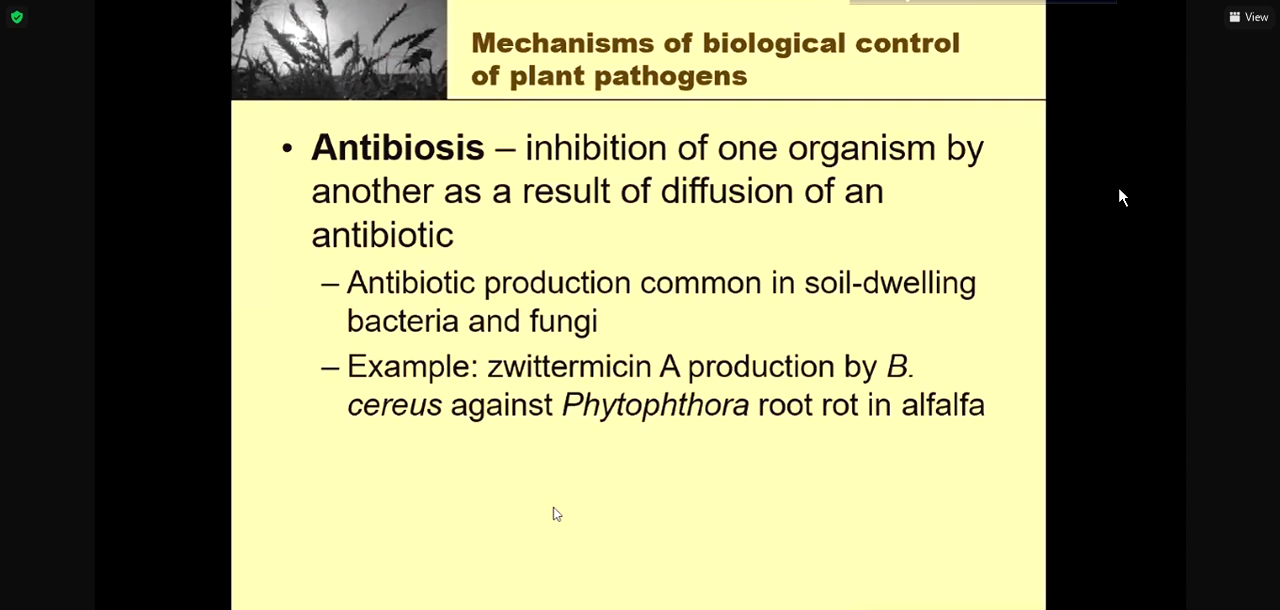 View
Mechanisms of biological control
of plant pathogens
• Antibiosis – inhibition of one organism by
another as a result of diffusion of an
antibiotic
– Antibiotic production common in soil-dwelling
bacteria and fungi
– Example: zwittermicin A production by B.
cereus against Phytophthora root rot in alfalfa